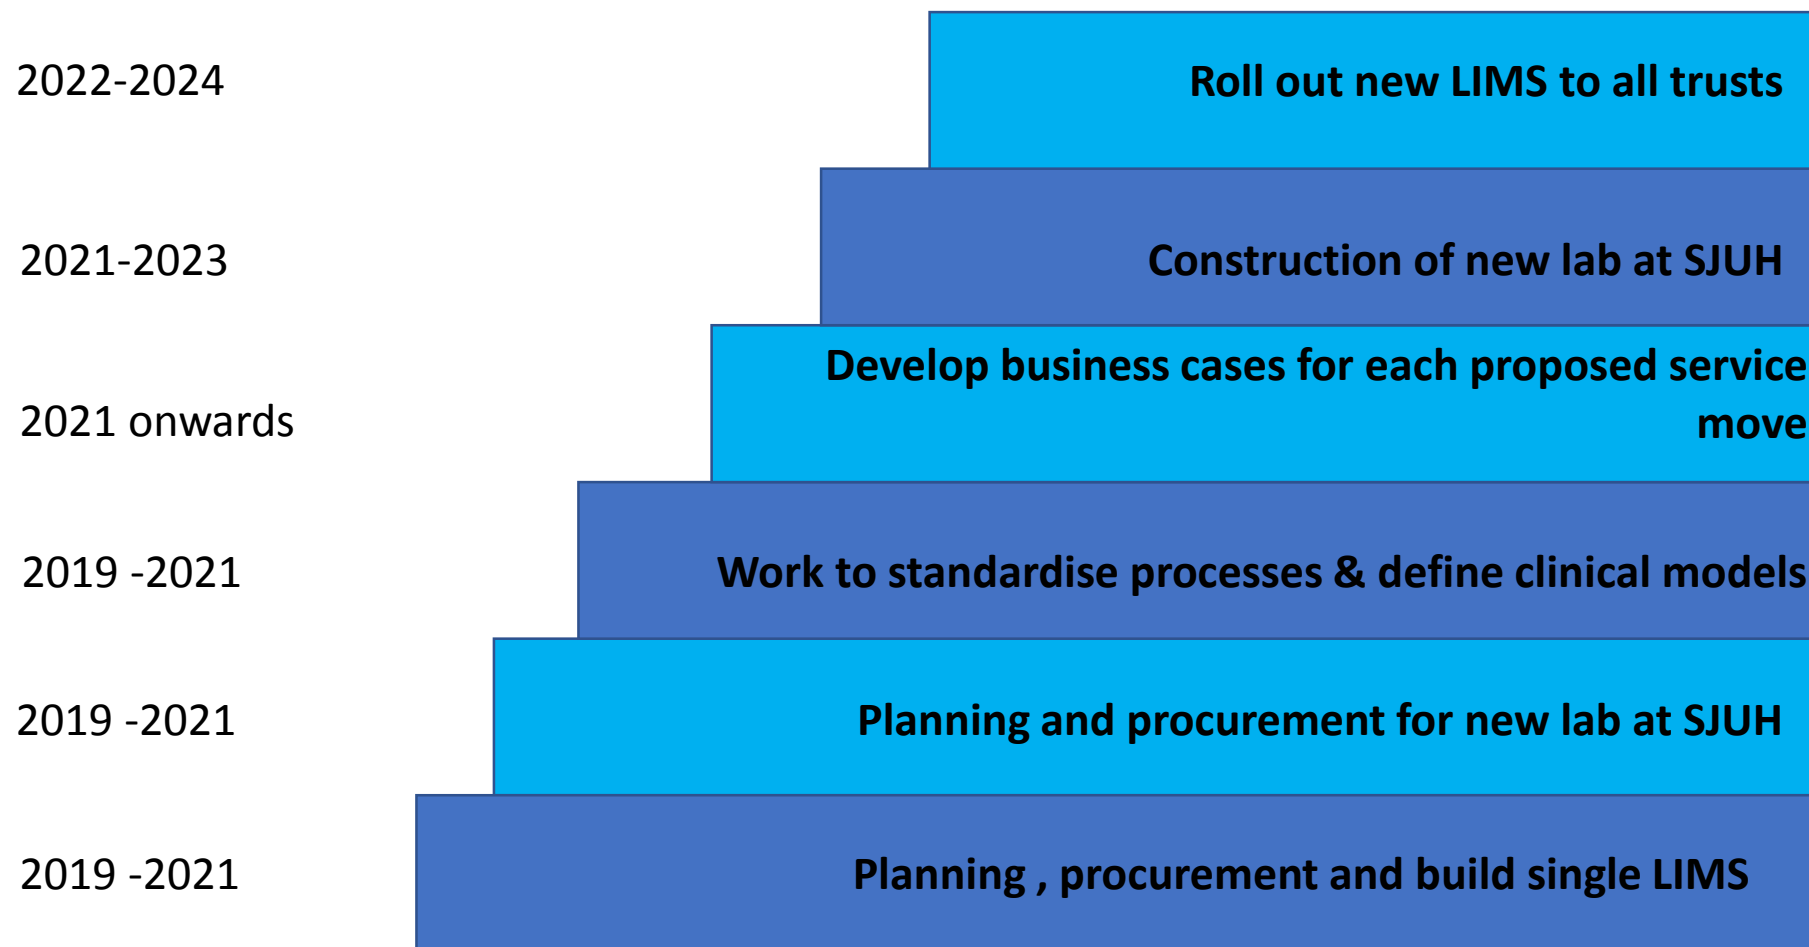 2022-2024
Roll out new LIMS to all trusts
2021-2023
Construction of new lab at SJUH
2021 onwards
Develop business cases for each proposed service
move
2019 -2021
Work to standardise processes & define clinical models
2019 -2021
Planning and procurement for new lab at SJUH
2019 -2021
Planning , procurement and build single LIMS